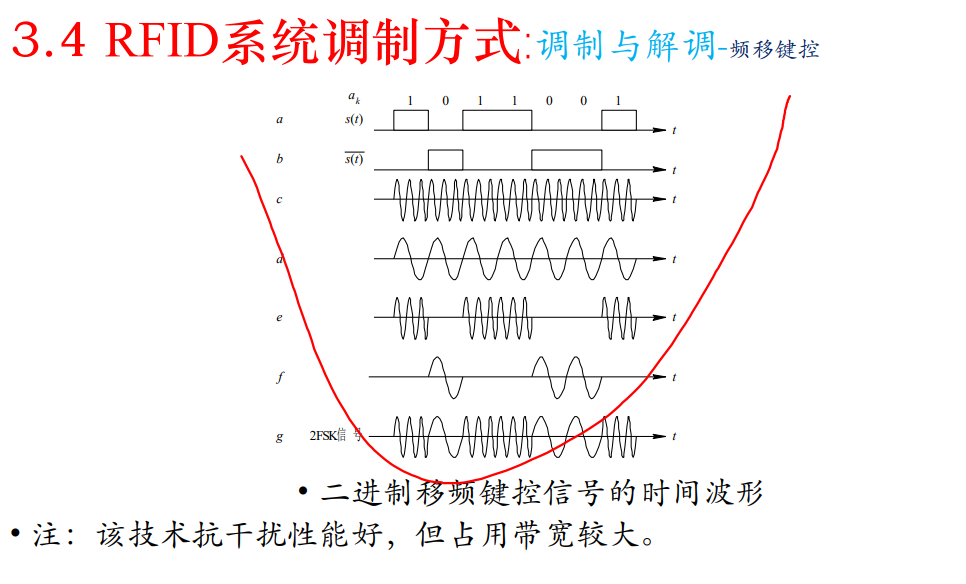 3.4 RFID系统调制方式:调制与解调-频移键控
aₖ 1 0 1 1 0 0 1
a s(t) t
b s(t) t
c t
d t
e t
f t
g 2FSK信号 t
• 二进制移频键控信号的时间波形
• 注：该技术抗干扰性能好，但占用带宽较大。